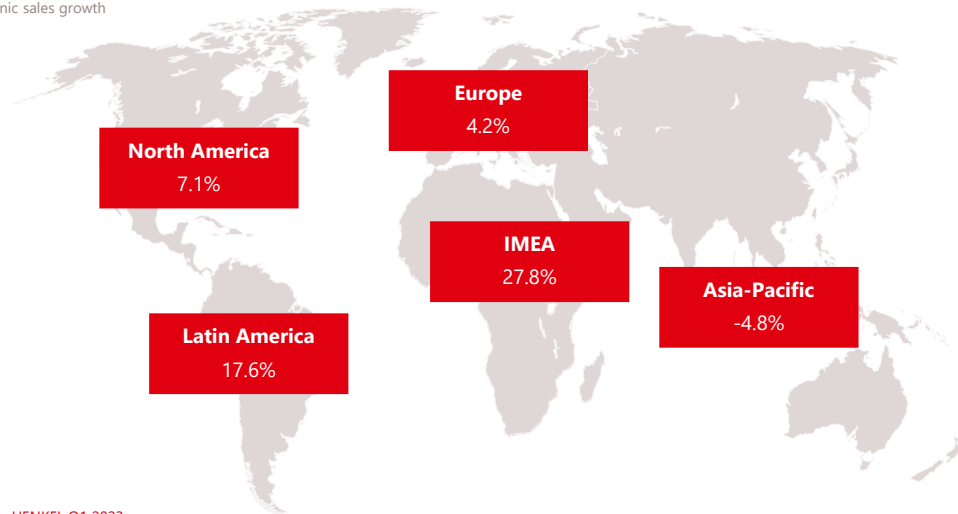 nic sales growth
Europe
4.2%
North America
7.1%
IMEA
27.8%
Asia-Pacific
-4.8%
Latin America
17.6%